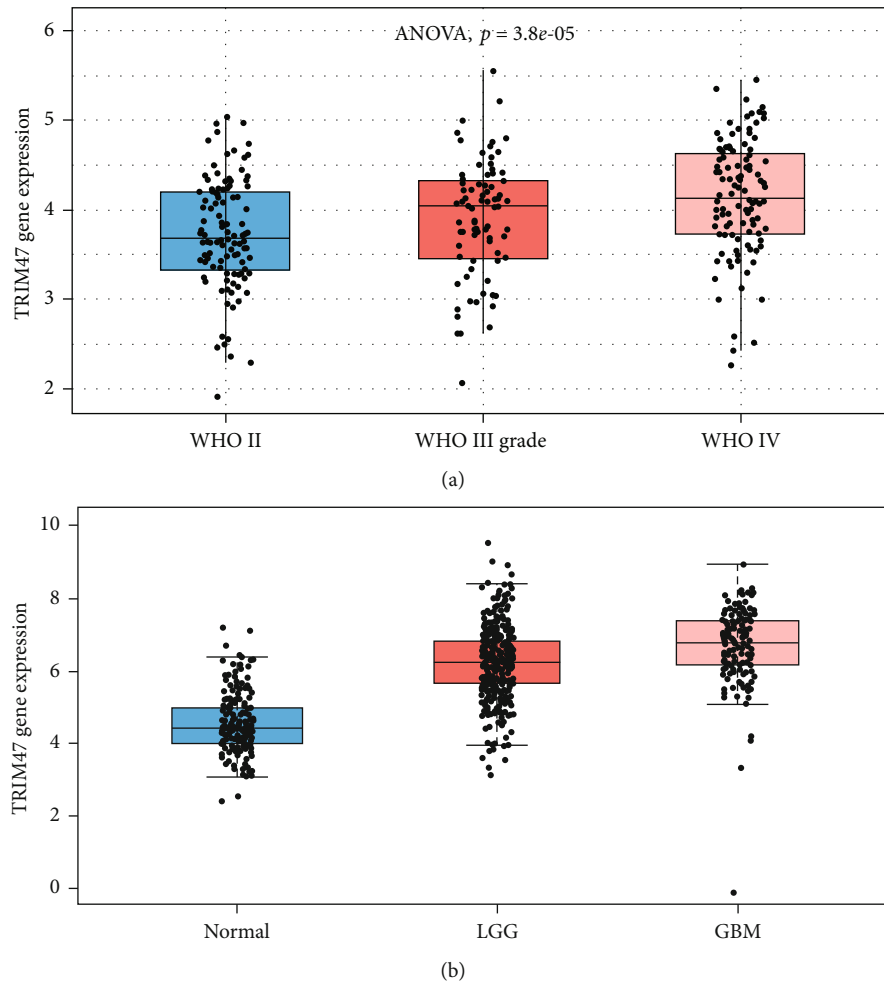 ANOVA, p = 3.8e-05
TRIM47 gene expression
6
5
4
3
2
WHO II
WHO III grade
WHO IV
(a)
TRIM47 gene expression
10
8
6
4
2
0
Normal
LGG
GBM
(b)